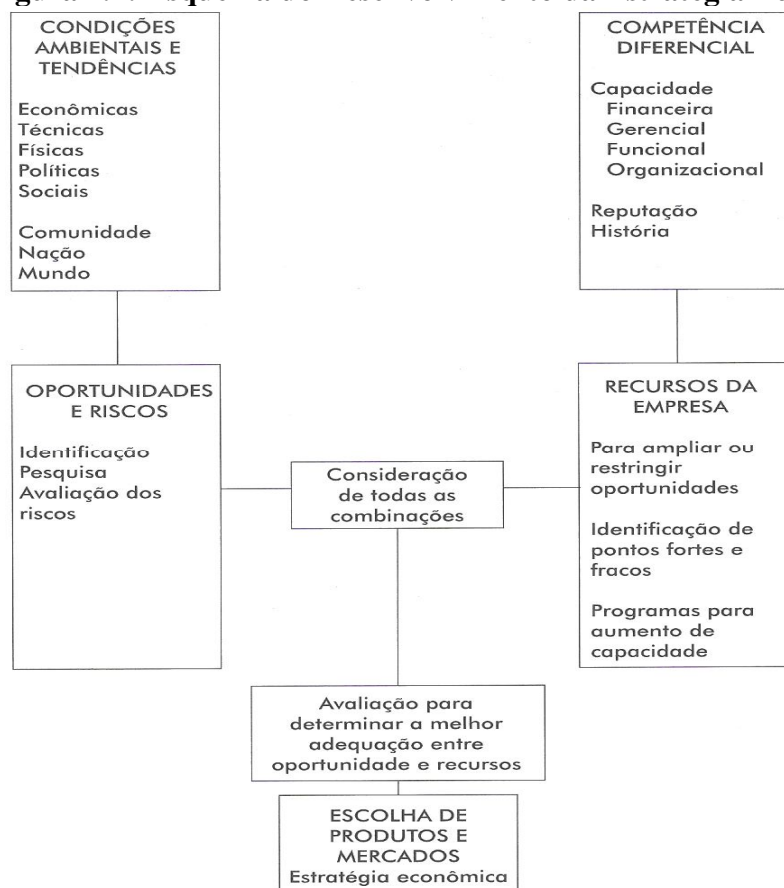 CONDIÇÕES
AMBIENTAIS E
TENDÊNCIAS
Econômicas
Técnicas
Físicas
Políticas
Sociais
Comunidade
Nação
Mundo
COMPETÊNCIA
DIFERENCIAL
Capacidade
Financeira
Gerencial
Funcional
Organizacional
Reputação
História
OPORTUNIDADES
E RISCOS
Identificação
Pesquisa
Avaliação dos
riscos
Consideração
de todas as
combinações
RECURSOS DA
EMPRESA
Para ampliar ou
restringir
oportunidades
Identificação de
pontos fortes e
fracos
Programas para
aumento de
capacidade
Avaliação para
determinar a melhor
adequação entre
oportunidade e recursos
ESCOLHA DE
PRODUTOS E
MERCADOS
Estratégia econômica